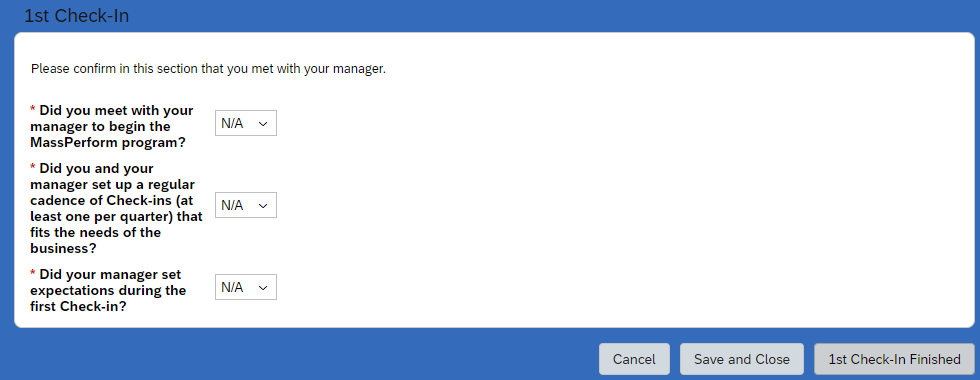 1st Check-In
Please confirm in this section that you met with your manager.
* Did you meet with your
manager to begin the
MassPerform program?
N/A
* Did you and your
manager set up a regular
cadence of Check-ins (at
least one per quarter) that
fits the needs of the
business?
N/A
* Did your manager set
expectations during the
first Check-in?
N/A
Cancel
Save and Close
1st Check-In Finished